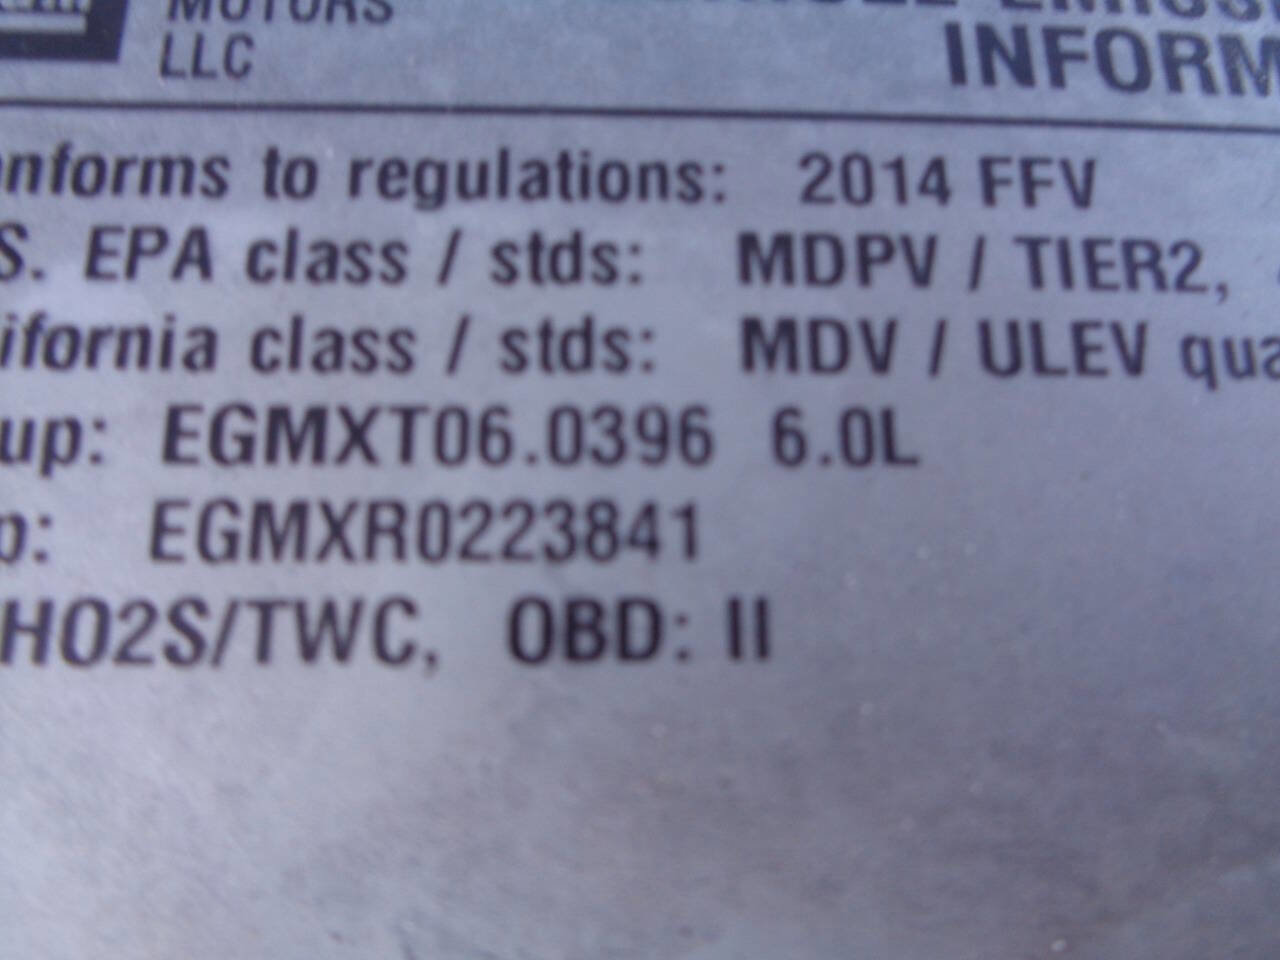 MOTORS
LLC
INFORM
onforms to regulations: 2014 FFV
S. EPA class / stds: MDPV / TIER2,
ifornia class / stds: MDV / ULEV qua
up: EGMXT06.0396 6.0L
p: EGMXR0223841
HO2S/TWC, OBD: II